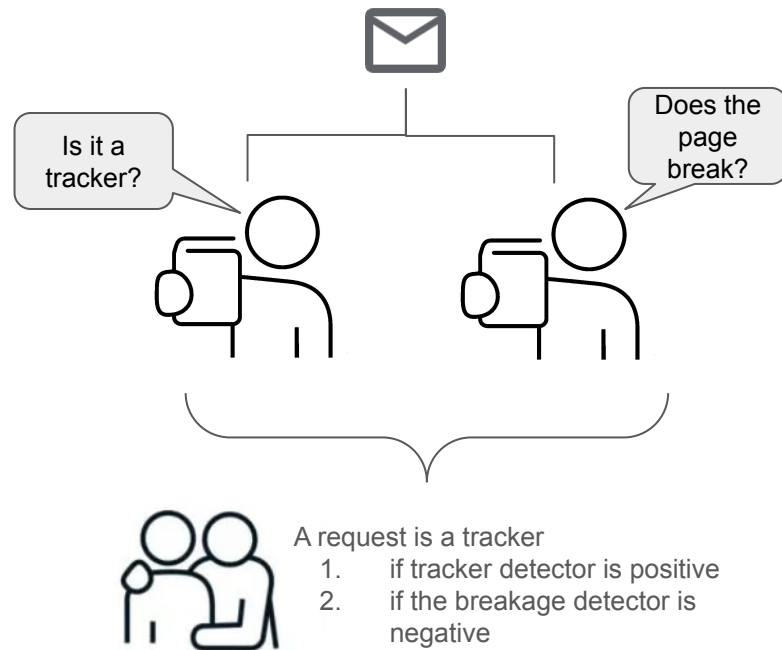 Is it a
tracker?
Does the
page
break?
A request is a tracker
1. if tracker detector is positive
2. if the breakage detector is
negative